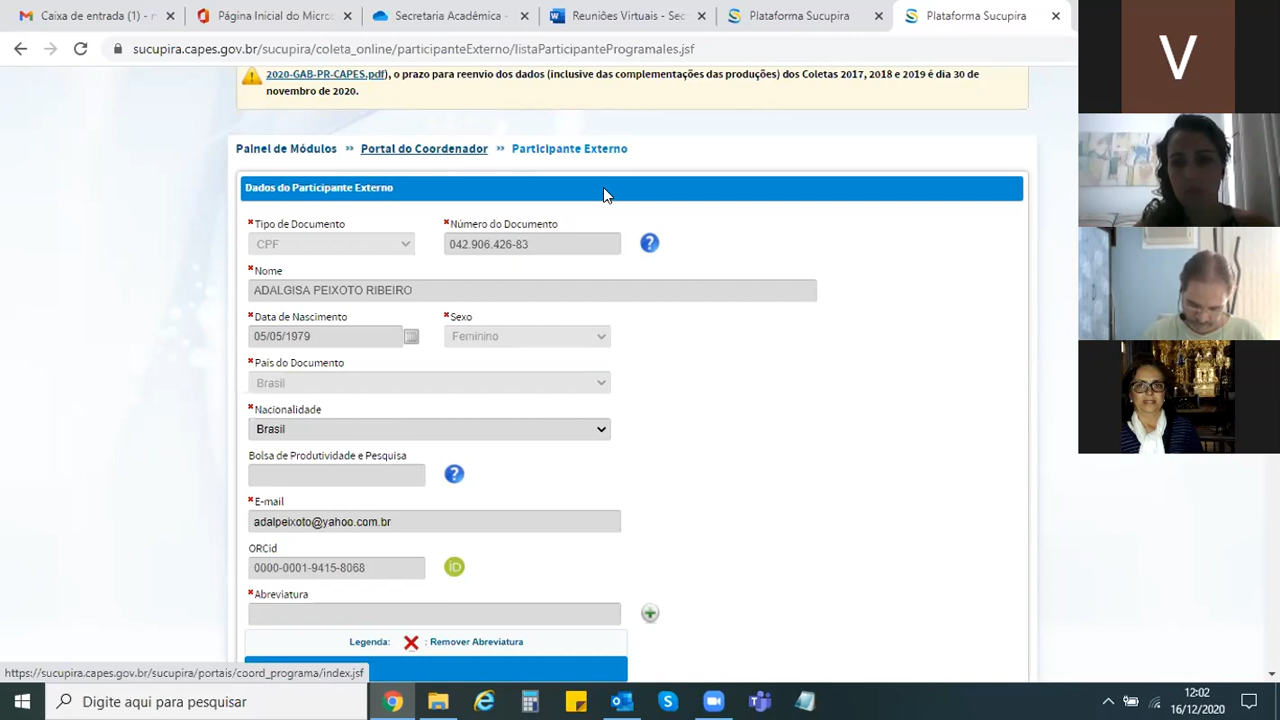 Caixa de entrada (1) - n
Página Inicial do Micros
Secretaria Acadêmica -
Reuniões Virtuais - Sec
Plataforma Sucupira
Plataforma Sucupira
sucupira.capes.gov.br/sucupira/coleta_online/participanteExterno/listaParticipanteProgramaIes.jsf
2020-GAB-PR-CAPES.pdf), o prazo para reenvio dos dados (inclusive das complementações das produções) dos Coletas 2017, 2018 e 2019 é dia 30 de
novembro de 2020.
Painel de Módulos » Portal do Coordenador » Participante Externo
Dados do Participante Externo
*Tipo de Documento *Número do Documento
CPF 042.906.426-83
*Nome
ADALGISA PEIXOTO RIBEIRO
*Data de Nascimento *Sexo
05/05/1979 Feminino
*País do Documento
Brasil
*Nacionalidade
Brasil
Bolsa de Produtividade e Pesquisa
*E-mail
adalpeixoto@yahoo.com.br
ORCid
0000-0001-9415-8068 iD
*Abreviatura
Legenda: : Remover Abreviatura
https://sucupira.capes.gov.br/sucupira/portais/coord_programa/index.jsf
Digite aqui para pesquisar
12:02
16/12/2020
V